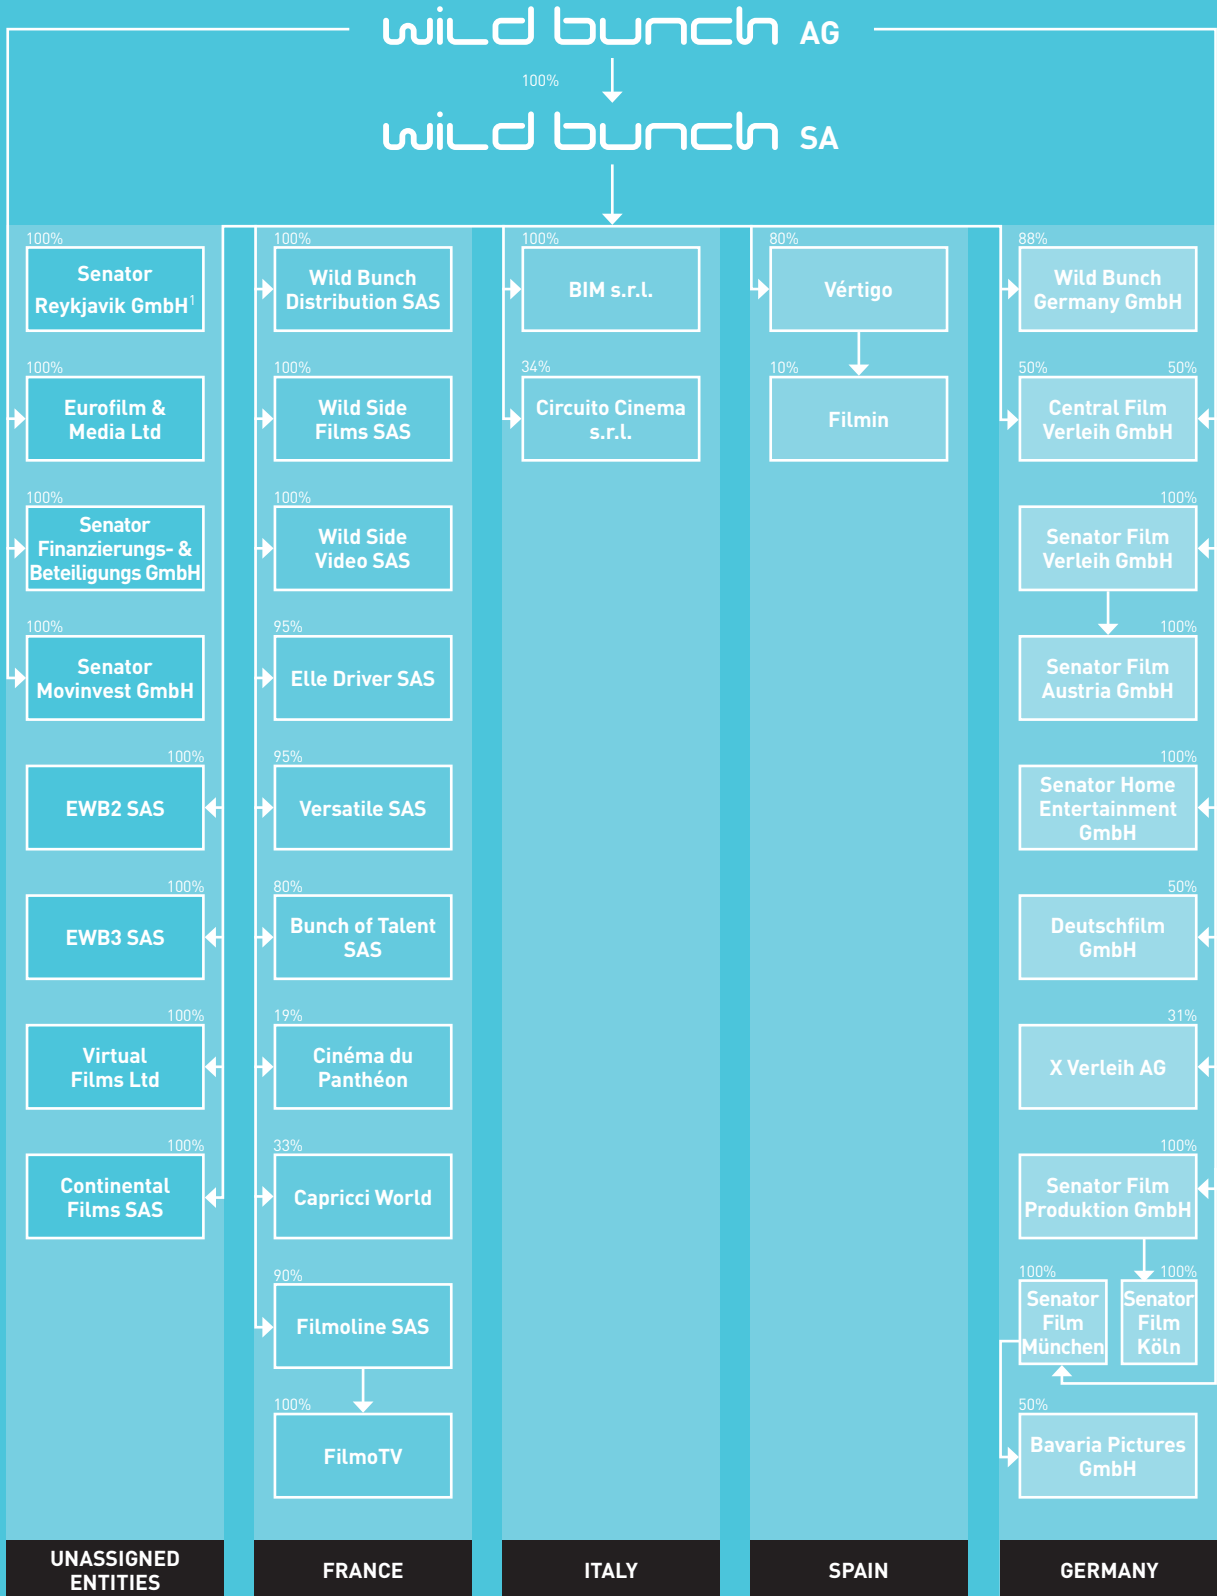 wild bunch AG
100%
wild bunch SA
100%
Senator
Reykjavik GmbH¹
100%
Eurofilm &
Media Ltd
100%
Senator
Finanzierungs- &
Beteiligungs GmbH
100%
Senator
Movinvest GmbH
100%
EWB2 SAS
100%
EWB3 SAS
100%
Virtual
Films Ltd
100%
Continental
Films SAS
UNASSIGNED
ENTITIES
100%
Wild Bunch
Distribution SAS
100%
Wild Side
Films SAS
100%
Wild Side
Video SAS
95%
Elle Driver SAS
95%
Versatile SAS
80%
Bunch of Talent
SAS
19%
Cinéma du
Panthéon
33%
Capricci World
90%
Filmoline SAS
100%
FilmoTV
FRANCE
100%
BIM s.r.l.
34%
Circuito Cinema
s.r.l.
ITALY
80%
Vértigo
10%
Filmin
SPAIN
88%
Wild Bunch
Germany GmbH
50% 50%
Central Film
Verleih GmbH
100%
Senator Film
Verleih GmbH
100%
Senator Film
Austria GmbH
100%
Senator Home
Entertainment
GmbH
50%
Deutschfilm
GmbH
31%
X Verleih AG
100%
Senator Film
Produktion GmbH
100%
Senator
Film
München
100%
Senator
Film
Köln
50%
Bavaria Pictures
GmbH
GERMANY